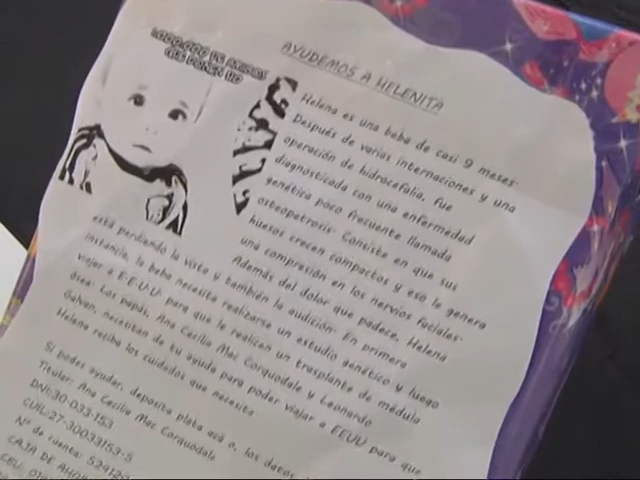 AYUDEMOS A HELENITA
QUE DONEN YO
Helena es una beba de casi 9 meses.
Después de varias internaciones y una
operación de hidrocefalia, fue
diagnosticada con una enfermedad
genética poco frecuente llamada
osteopetrosis. Consiste en que sus
huesos crecen compactos y eso le genera
una compresión en los nervios faciales.
Además del dolor que padece, Helena
está perdiendo la vista y también la audición. En primera
instancia, la beba necesita realizarse un estudio genético y luego
viajar a E.E.U.U. para que le realicen un trasplante de médula
ósea. Los papás, Ana Cecilia Mac Corquodale y Leonardo
Galvan, necesitan de tu ayuda para poder viajar a EEUU para que
Helena reciba los cuidados que necesita
Si podes ayudar, deposita plata acá o, los datos
Titular: Ana Cecilia Mac Corquodale
DNI:30-033-153
CUIL:27-30033153-5
N° de cuenta: 529120
CAJA DE AHO